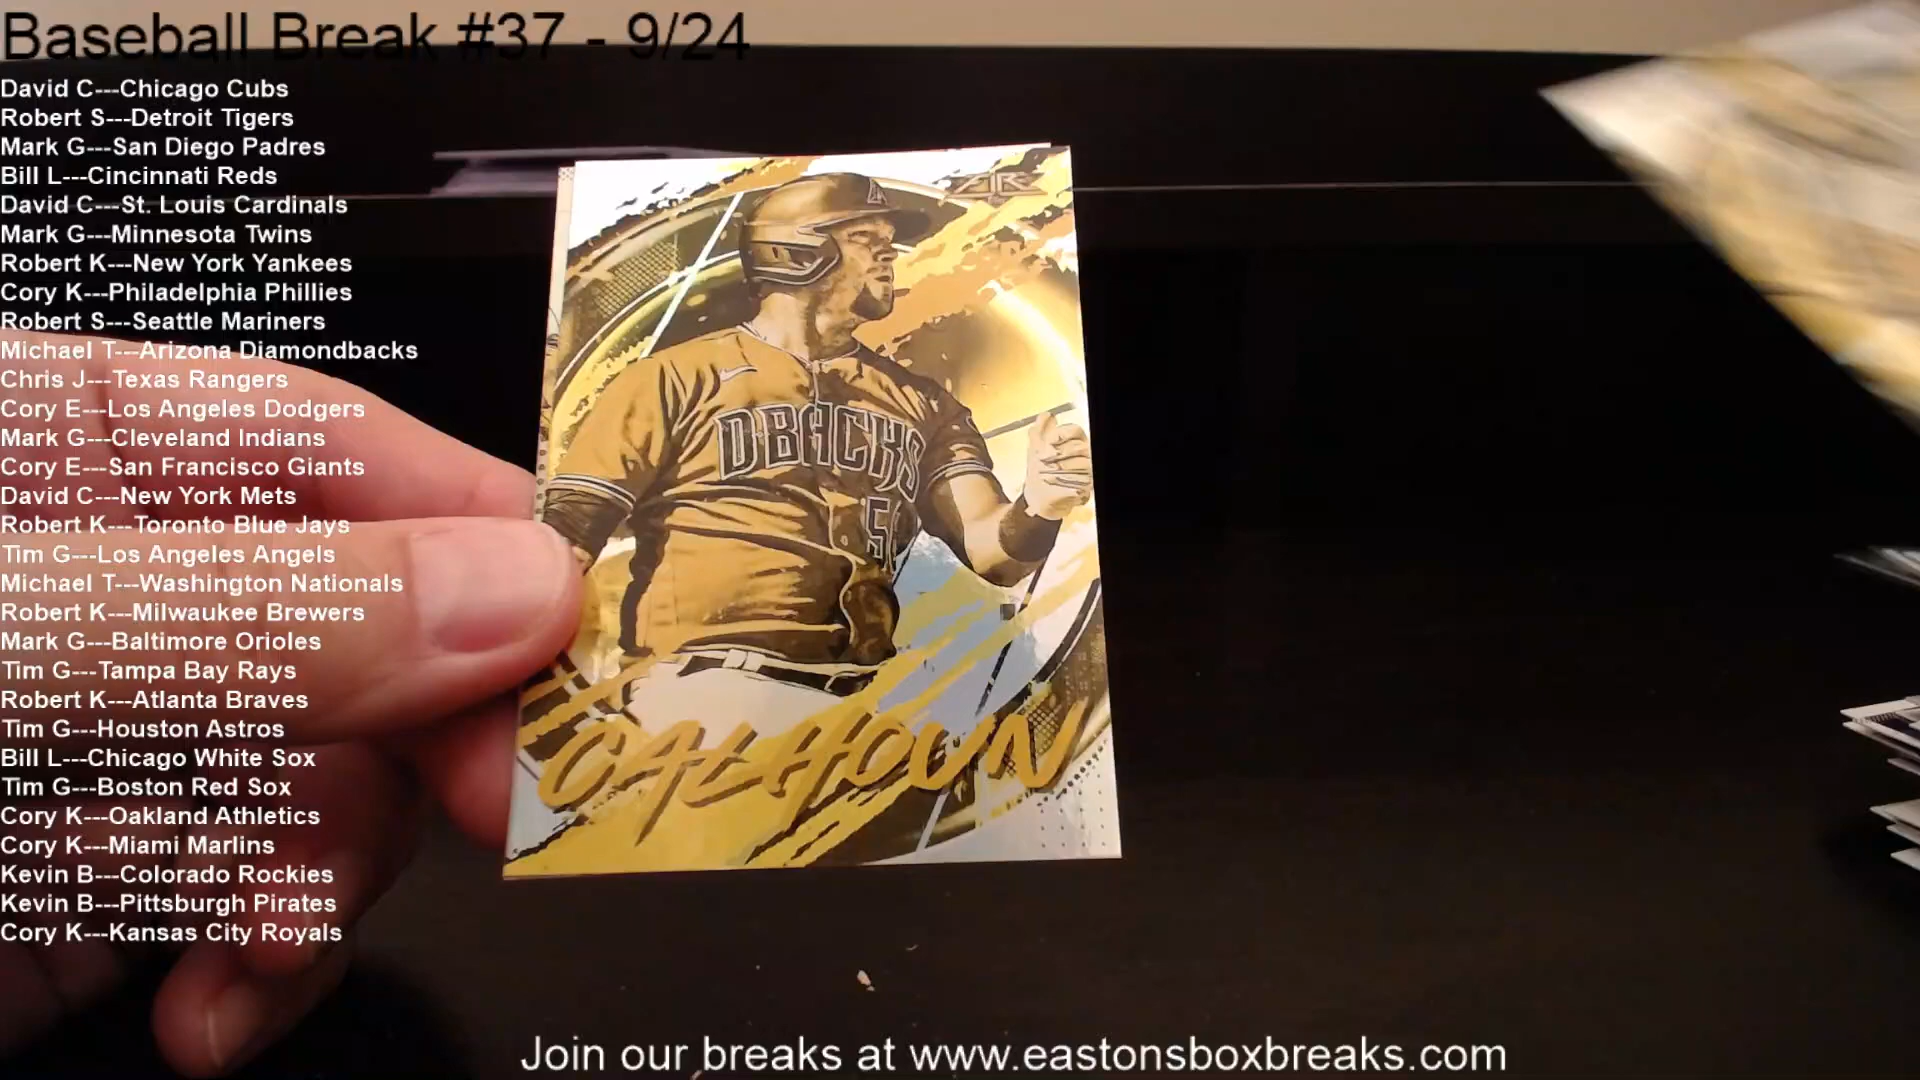 Baseball Break #37 - 9/24
David C---Chicago Cubs
Robert S---Detroit Tigers
Mark G---San Diego Padres
Bill L---Cincinnati Reds
David C---St. Louis Cardinals
Mark G---Minnesota Twins
Robert K---New York Yankees
Cory K---Philadelphia Phillies
Robert S---Seattle Mariners
Michael T---Arizona Diamondbacks
Chris J---Texas Rangers
Cory E---Los Angeles Dodgers
Mark G---Cleveland Indians
Cory E---San Francisco Giants
David C---New York Mets
Robert K---Toronto Blue Jays
Tim G---Los Angeles Angels
Michael T---Washington Nationals
Robert K---Milwaukee Brewers
Mark G---Baltimore Orioles
Tim G---Tampa Bay Rays
Robert K---Atlanta Braves
Tim G---Houston Astros
Bill L---Chicago White Sox
Tim G---Boston Red Sox
Cory K---Oakland Athletics
Cory K---Miami Marlins
Kevin B---Colorado Rockies
Kevin B---Pittsburgh Pirates
Cory K---Kansas City Royals
FIRE
DBACKS
CALHOUN
Join our breaks at www.eastonsboxbreaks.com